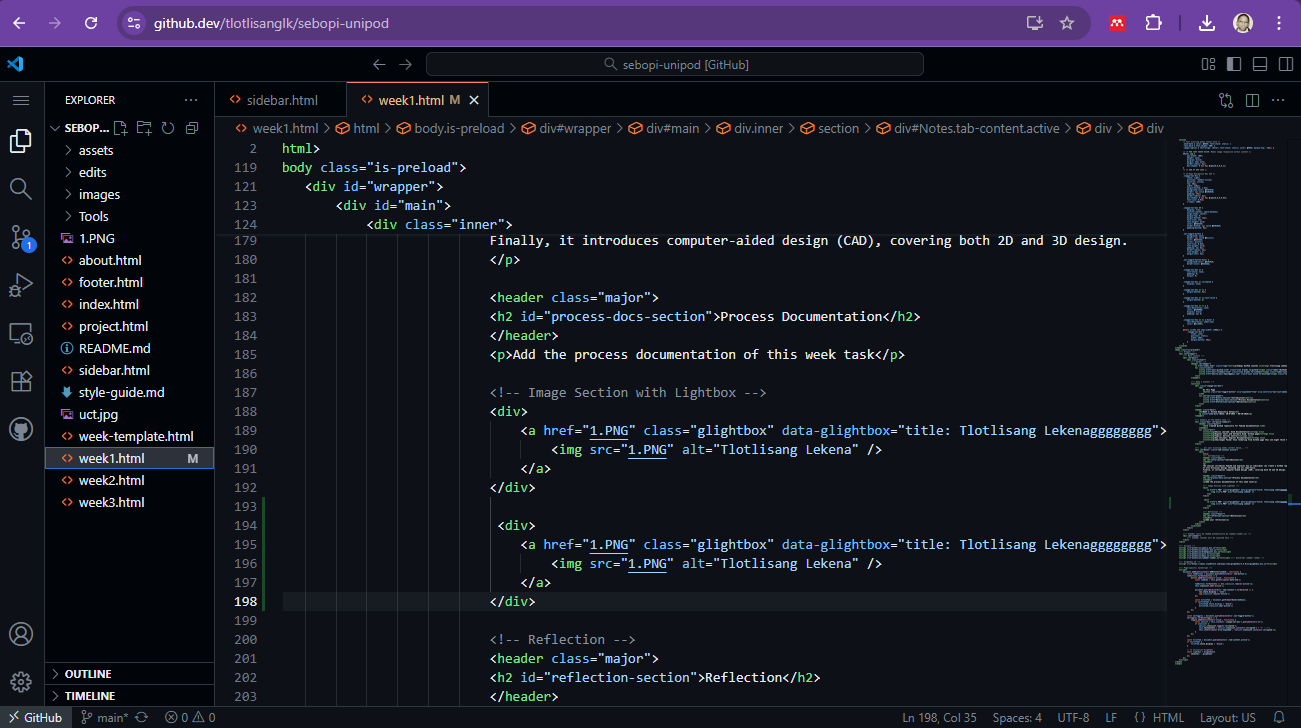 github.dev/tlotlisanglk/sebopi-unipod
sebopi-unipod [GitHub]
EXPLORER
SEBOP...
assets
edits
images
Tools
1.PNG
about.html
footer.html
index.html
project.html
README.md
sidebar.html
style-guide.md
uct.jpg
week-template.html
week1.html M
week2.html
week3.html
OUTLINE
TIMELINE
sidebar.html
week1.html M
week1.html > html > body.is-preload > div#wrapper > div#main > div.inner > section > div#Notes.tab-content.active > div > div
2 html>
119 body class="is-preload">
121 <div id="wrapper">
123 <div id="main">
124 <div class="inner">
179 Finally, it introduces computer-aided design (CAD), covering both 2D and 3D design.
180 </p>
181
182 <header class="major">
183 <h2 id="process-docs-section">Process Documentation</h2>
184 </header>
185 <p>Add the process documentation of this week task</p>
186
187 <!-- Image Section with Lightbox -->
188 <div>
189 <a href="1.PNG" class="glightbox" data-glightbox="title: Tlotlisang Lekenagggggggg">
190 <img src="1.PNG" alt="Tlotlisang Lekena" />
191 </a>
192 </div>
193
194 <div>
195 <a href="1.PNG" class="glightbox" data-glightbox="title: Tlotlisang Lekenagggggggg">
196 <img src="1.PNG" alt="Tlotlisang Lekena" />
197 </a>
198 </div>
199
200 <!-- Reflection -->
201 <header class="major">
202 <h2 id="reflection-section">Reflection</h2>
203 </header>
1
GitHub main* 0 0 Ln 198, Col 35 Spaces: 4 UTF-8 LF {} HTML Layout: US